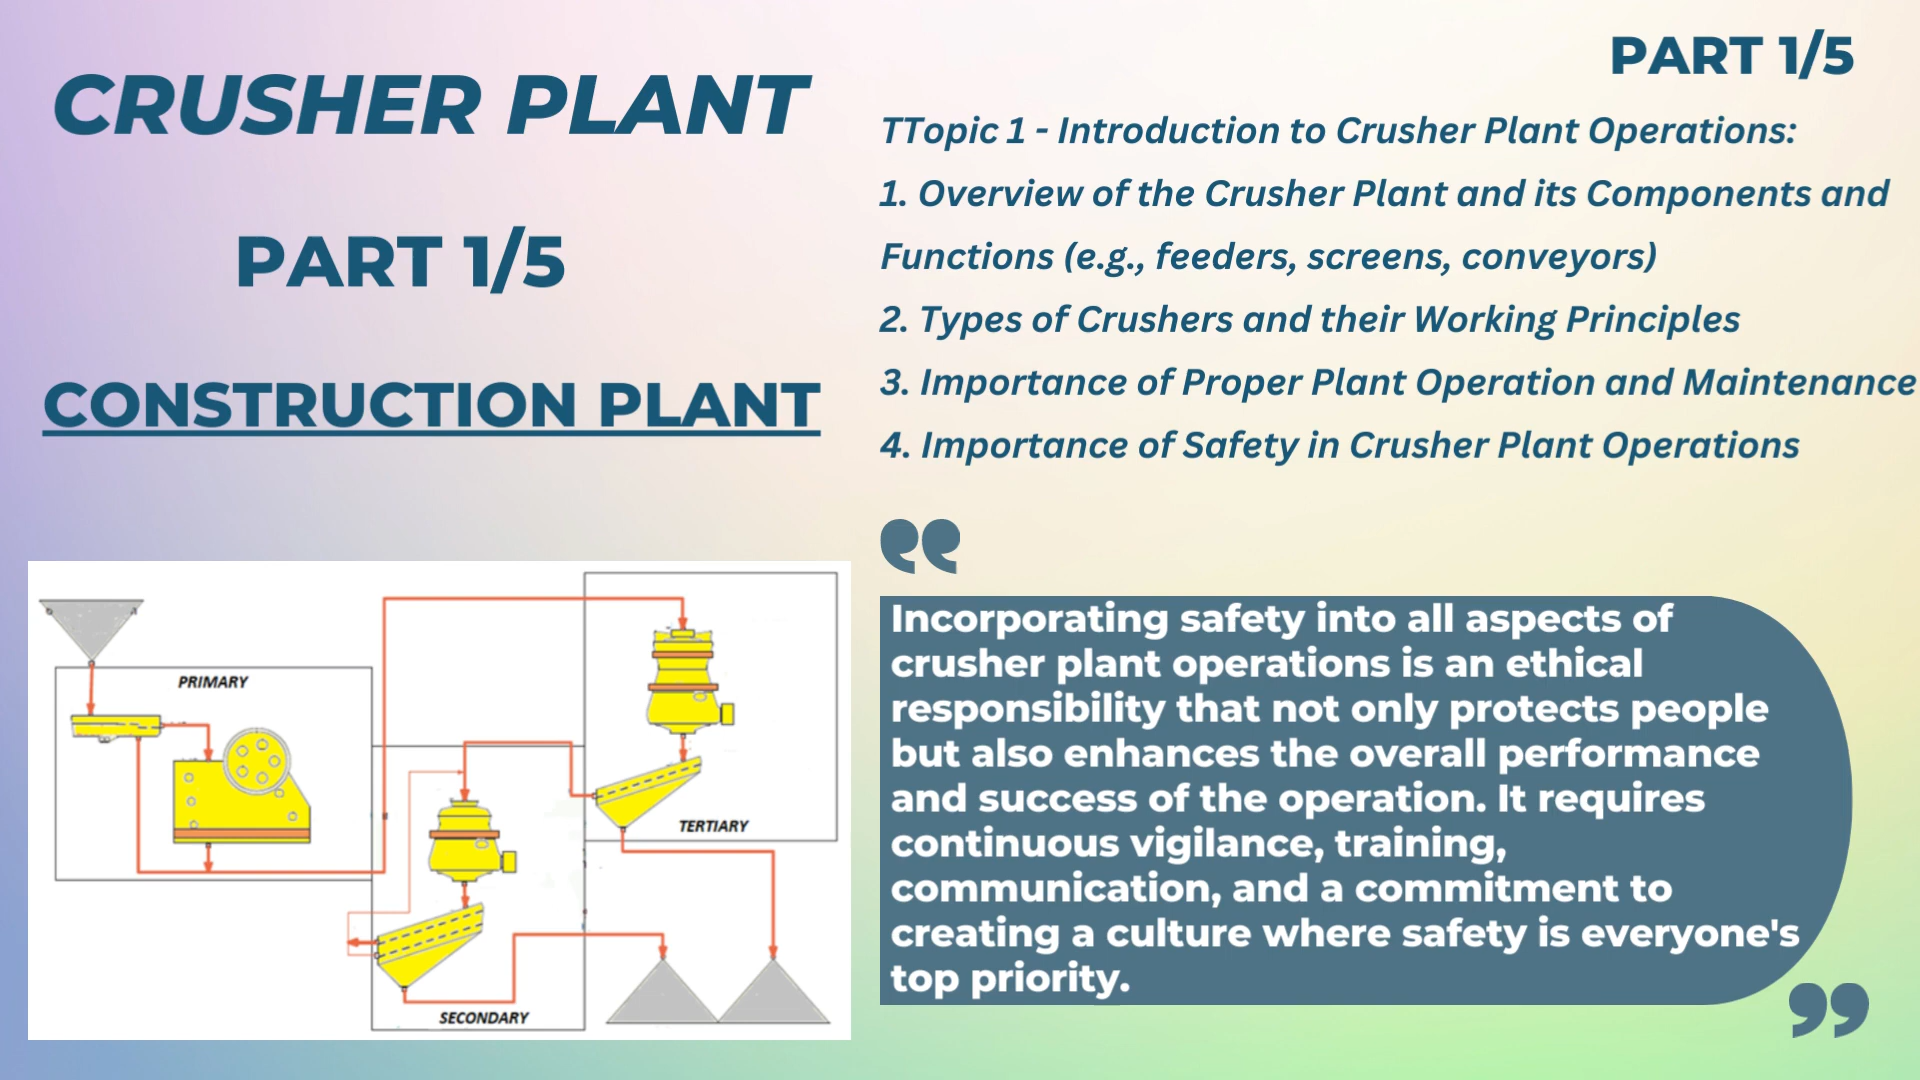 CRUSHER PLANT
PART 1/5
CONSTRUCTION PLANT
PRIMARY
TERTIARY
SECONDARY
PART 1/5
TTopic 1 - Introduction to Crusher Plant Operations:
1. Overview of the Crusher Plant and its Components and
Functions (e.g., feeders, screens, conveyors)
2. Types of Crushers and their Working Principles
3. Importance of Proper Plant Operation and Maintenance
4. Importance of Safety in Crusher Plant Operations
“
Incorporating safety into all aspects of
crusher plant operations is an ethical
responsibility that not only protects people
but also enhances the overall performance
and success of the operation. It requires
continuous vigilance, training,
communication, and a commitment to
creating a culture where safety is everyone's
top priority.
”